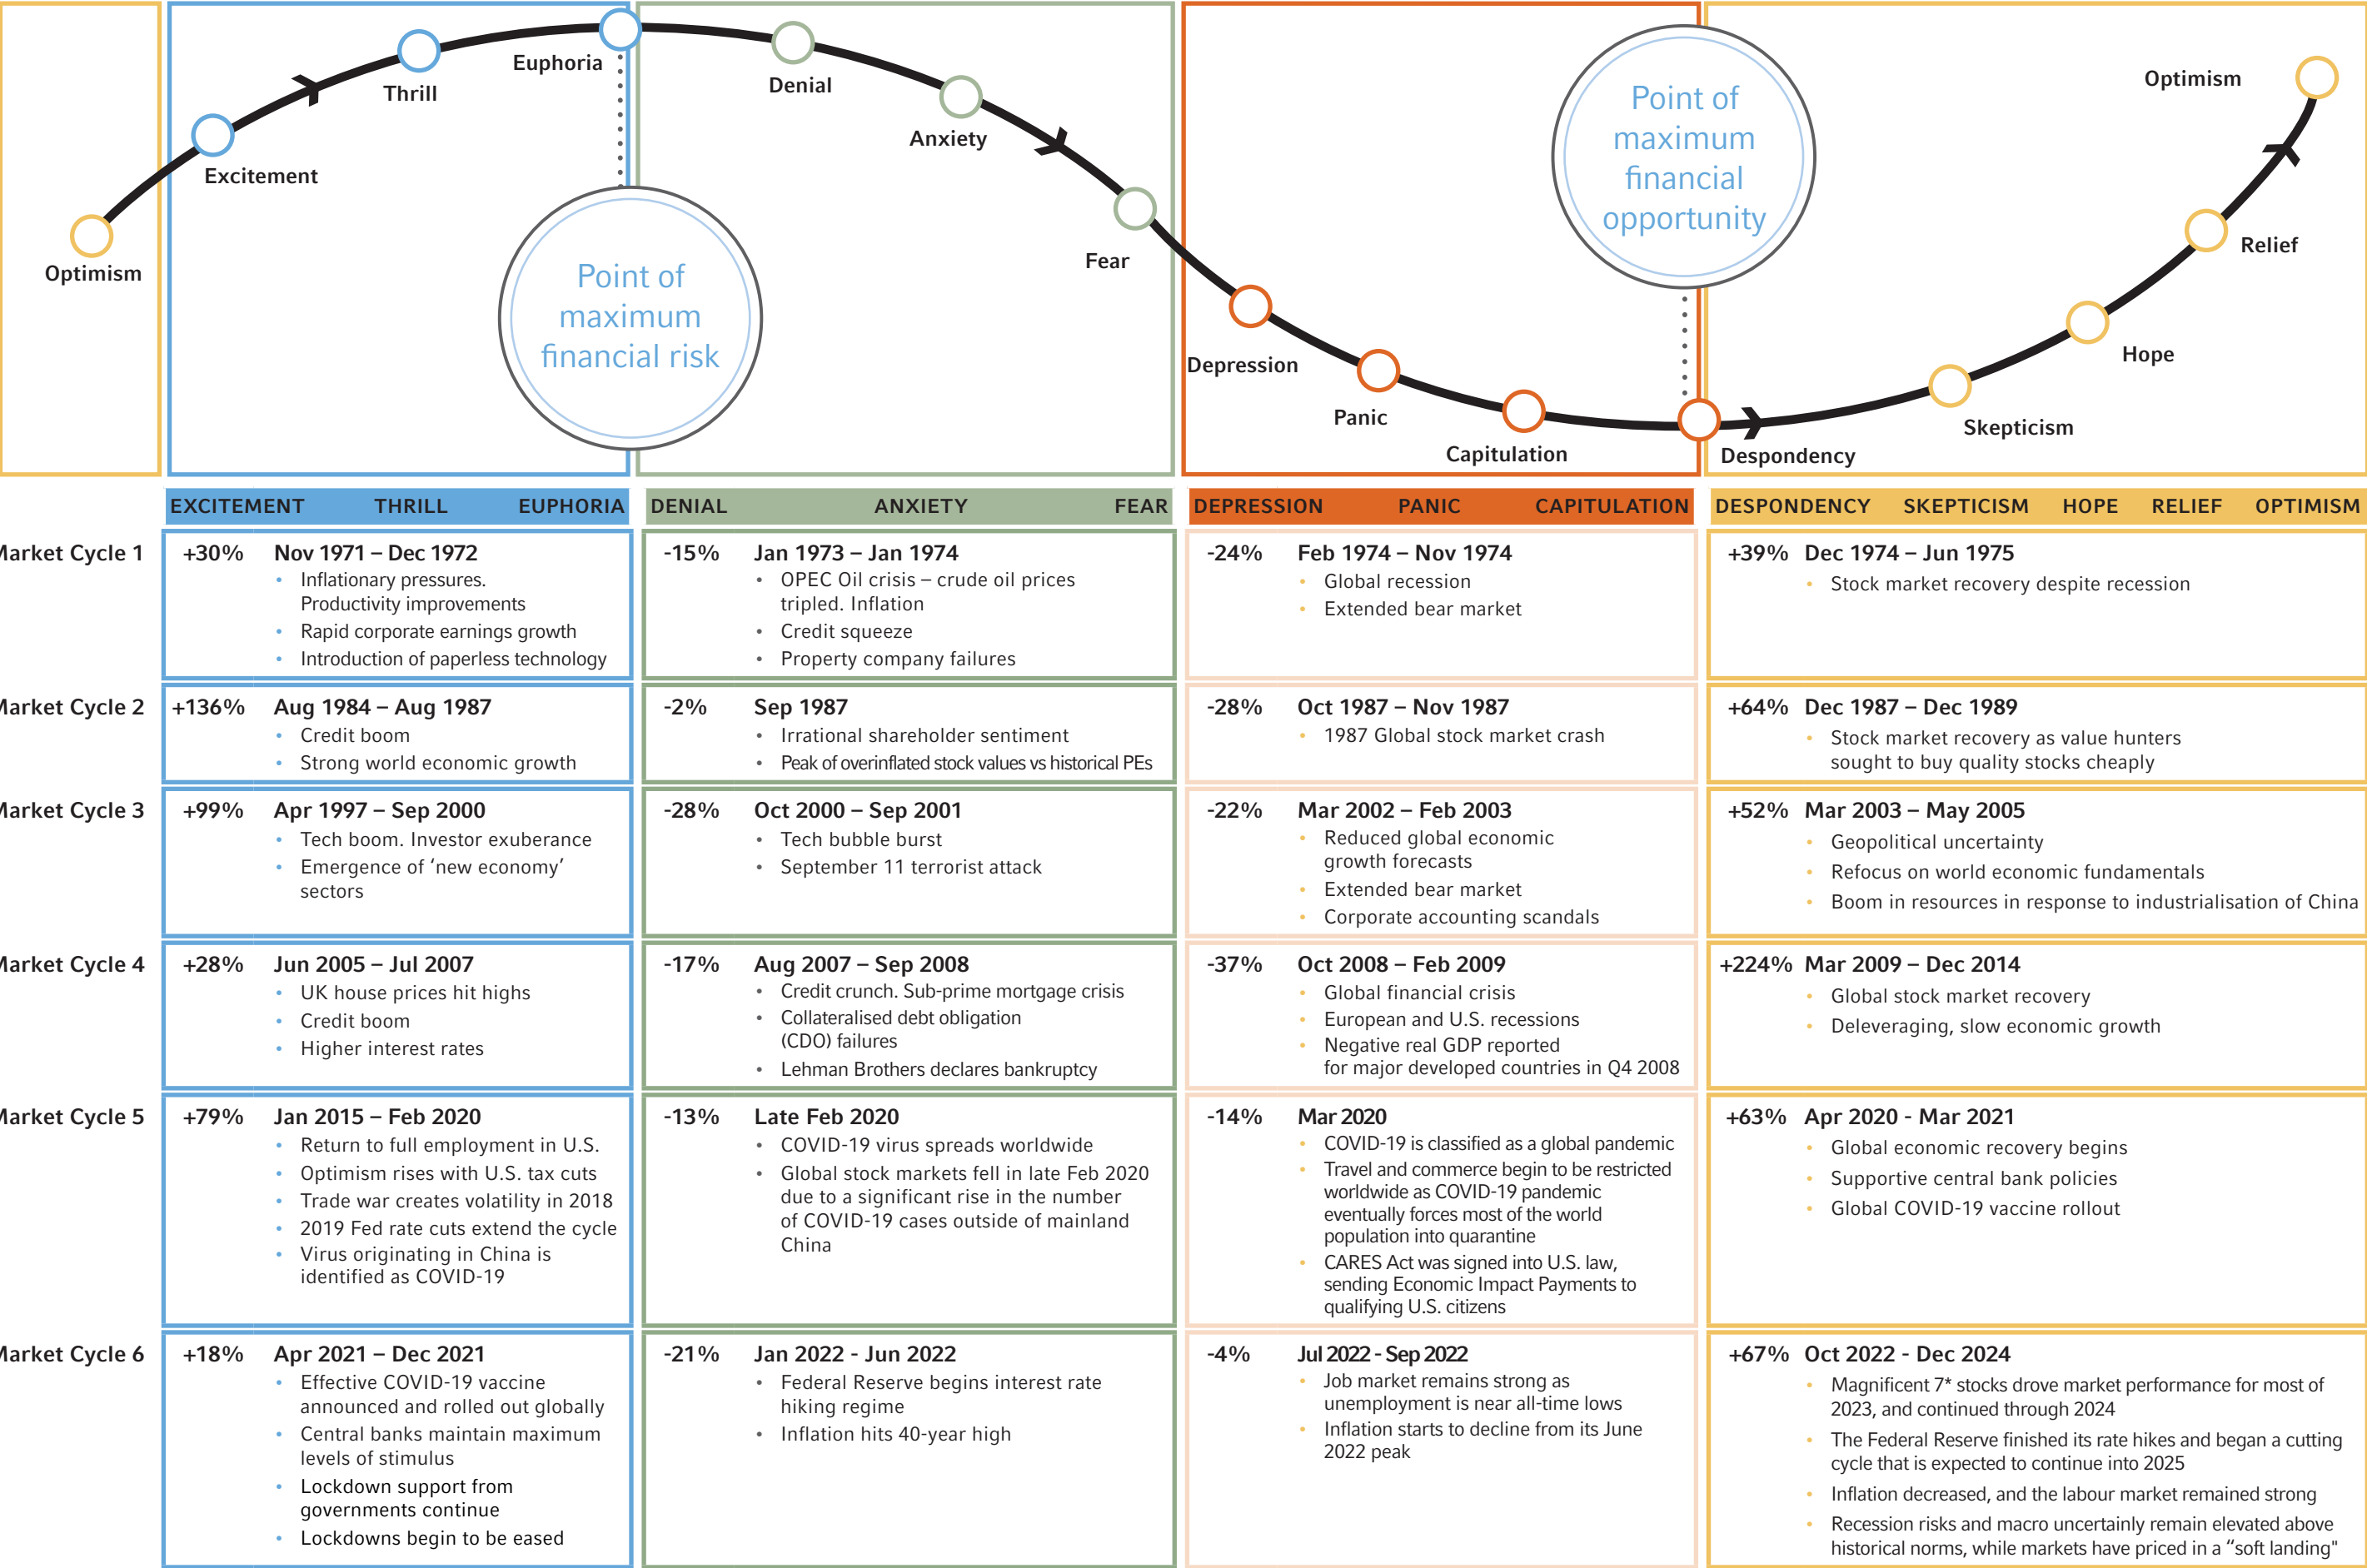 Optimism
Excitement
Thrill
Euphoria
Point of
maximum
financial risk
Denial
Anxiety
Fear
Depression
Panic
Capitulation
Point of
maximum
financial
opportunity
Despondency
Skepticism
Hope
Relief
Optimism
EXCITEMENT THRILL EUPHORIA
DENIAL ANXIETY FEAR
DEPRESSION PANIC CAPITULATION
DESPONDENCY SKEPTICISM HOPE RELIEF OPTIMISM
Market Cycle 1
+30% Nov 1971 – Dec 1972
• Inflationary pressures.
Productivity improvements
• Rapid corporate earnings growth
• Introduction of paperless technology
-15% Jan 1973 – Jan 1974
• OPEC Oil crisis – crude oil prices
tripled. Inflation
• Credit squeeze
• Property company failures
-24% Feb 1974 – Nov 1974
• Global recession
• Extended bear market
+39% Dec 1974 – Jun 1975
• Stock market recovery despite recession
Market Cycle 2
+136% Aug 1984 – Aug 1987
• Credit boom
• Strong world economic growth
-2% Sep 1987
• Irrational shareholder sentiment
• Peak of overinflated stock values vs historical PEs
-28% Oct 1987 – Nov 1987
• 1987 Global stock market crash
+64% Dec 1987 – Dec 1989
• Stock market recovery as value hunters
sought to buy quality stocks cheaply
Market Cycle 3
+99% Apr 1997 – Sep 2000
• Tech boom. Investor exuberance
• Emergence of ‘new economy’
sectors
-28% Oct 2000 – Sep 2001
• Tech bubble burst
• September 11 terrorist attack
-22% Mar 2002 – Feb 2003
• Reduced global economic
growth forecasts
• Extended bear market
• Corporate accounting scandals
+52% Mar 2003 – May 2005
• Geopolitical uncertainty
• Refocus on world economic fundamentals
• Boom in resources in response to industrialisation of China
Market Cycle 4
+28% Jun 2005 – Jul 2007
• UK house prices hit highs
• Credit boom
• Higher interest rates
-17% Aug 2007 – Sep 2008
• Credit crunch. Sub-prime mortgage crisis
• Collateralised debt obligation
(CDO) failures
• Lehman Brothers declares bankruptcy
-37% Oct 2008 – Feb 2009
• Global financial crisis
• European and U.S. recessions
• Negative real GDP reported
for major developed countries in Q4 2008
+224% Mar 2009 – Dec 2014
• Global stock market recovery
• Deleveraging, slow economic growth
Market Cycle 5
+79% Jan 2015 – Feb 2020
• Return to full employment in U.S.
• Optimism rises with U.S. tax cuts
• Trade war creates volatility in 2018
• 2019 Fed rate cuts extend the cycle
• Virus originating in China is
identified as COVID-19
-13% Late Feb 2020
• COVID-19 virus spreads worldwide
• Global stock markets fell in late Feb 2020
due to a significant rise in the number
of COVID-19 cases outside of mainland
China
-14% Mar 2020
• COVID-19 is classified as a global pandemic
• Travel and commerce begin to be restricted
worldwide as COVID-19 pandemic
eventually forces most of the world
population into quarantine
• CARES Act was signed into U.S. law,
sending Economic Impact Payments to
qualifying U.S. citizens
+63% Apr 2020 - Mar 2021
• Global economic recovery begins
• Supportive central bank policies
• Global COVID-19 vaccine rollout
Market Cycle 6
+18% Apr 2021 – Dec 2021
• Effective COVID-19 vaccine
announced and rolled out globally
• Central banks maintain maximum
levels of stimulus
• Lockdown support from
governments continue
• Lockdowns begin to be eased
-21% Jan 2022 - Jun 2022
• Federal Reserve begins interest rate
hiking regime
• Inflation hits 40-year high
-4% Jul 2022 - Sep 2022
• Job market remains strong as
unemployment is near all-time lows
• Inflation starts to decline from its June
2022 peak
+67% Oct 2022 - Dec 2024
• Magnificent 7* stocks drove market performance for most of
2023, and continued through 2024
• The Federal Reserve finished its rate hikes and began a cutting
cycle that is expected to continue into 2025
• Inflation decreased, and the labour market remained strong
• Recession risks and macro uncertainly remain elevated above
historical norms, while markets have priced in a “soft landing"